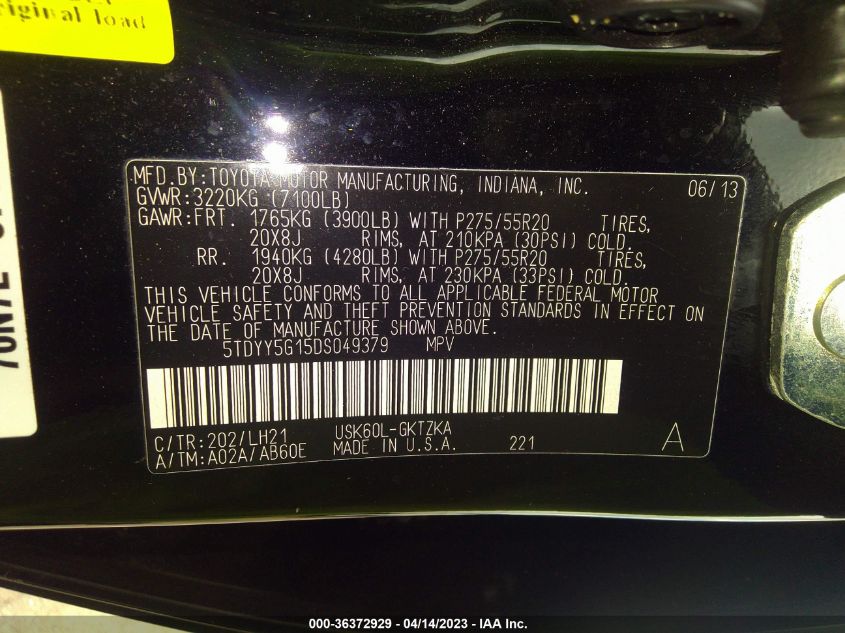 original load
MFD.BY:TOYOTA MOTOR MANUFACTURING, INDIANA, INC. 06/13
GVWR:3220KG (7100LB)
GAWR:FRT. 1765KG (3900LB) WITH P275/55R20 TIRES,
20X8J RIMS, AT 210KPA (30PSI) COLD.
RR. 1940KG (4280LB) WITH P275/55R20 TIRES,
20X8J RIMS, AT 230KPA (33PSI) COLD.
THIS VEHICLE CONFORMS TO ALL APPLICABLE FEDERAL MOTOR
VEHICLE SAFETY AND THEFT PREVENTION STANDARDS IN EFFECT ON
THE DATE OF MANUFACTURE SHOWN ABOVE.
5TDYY5G15DS049379 MPV
C/TR:202/LH21 USK60L-GKTZKA
A/TM:A02A/AB60E MADE IN U.S.A. 221 A
000-36372929 - 04/14/2023 - IAA Inc.